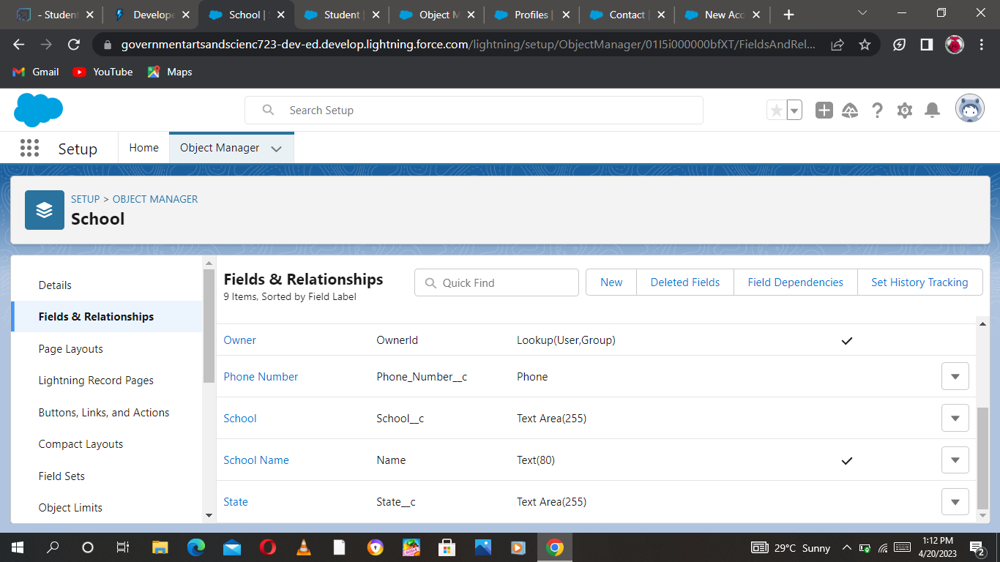 - Student
Develope
School |
Student |
Object M
Profiles |
Contact |
New Acc
governmentartsandscienc723-dev-ed.develop.lightning.force.com/lightning/setup/ObjectManager/01I5i000000bfXT/FieldsAndRel...
Gmail
YouTube
Maps
Search Setup
Setup
Home
Object Manager
SETUP > OBJECT MANAGER
School
Details
Fields & Relationships
Page Layouts
Lightning Record Pages
Buttons, Links, and Actions
Compact Layouts
Field Sets
Object Limits
Fields & Relationships
9 Items, Sorted by Field Label
Quick Find
New
Deleted Fields
Field Dependencies
Set History Tracking
Owner OwnerId Lookup(User,Group)
Phone Number Phone_Number__c Phone
School School__c Text Area(255)
School Name Name Text(80)
State State__c Text Area(255)
29°C Sunny
1:12 PM
4/20/2023
2